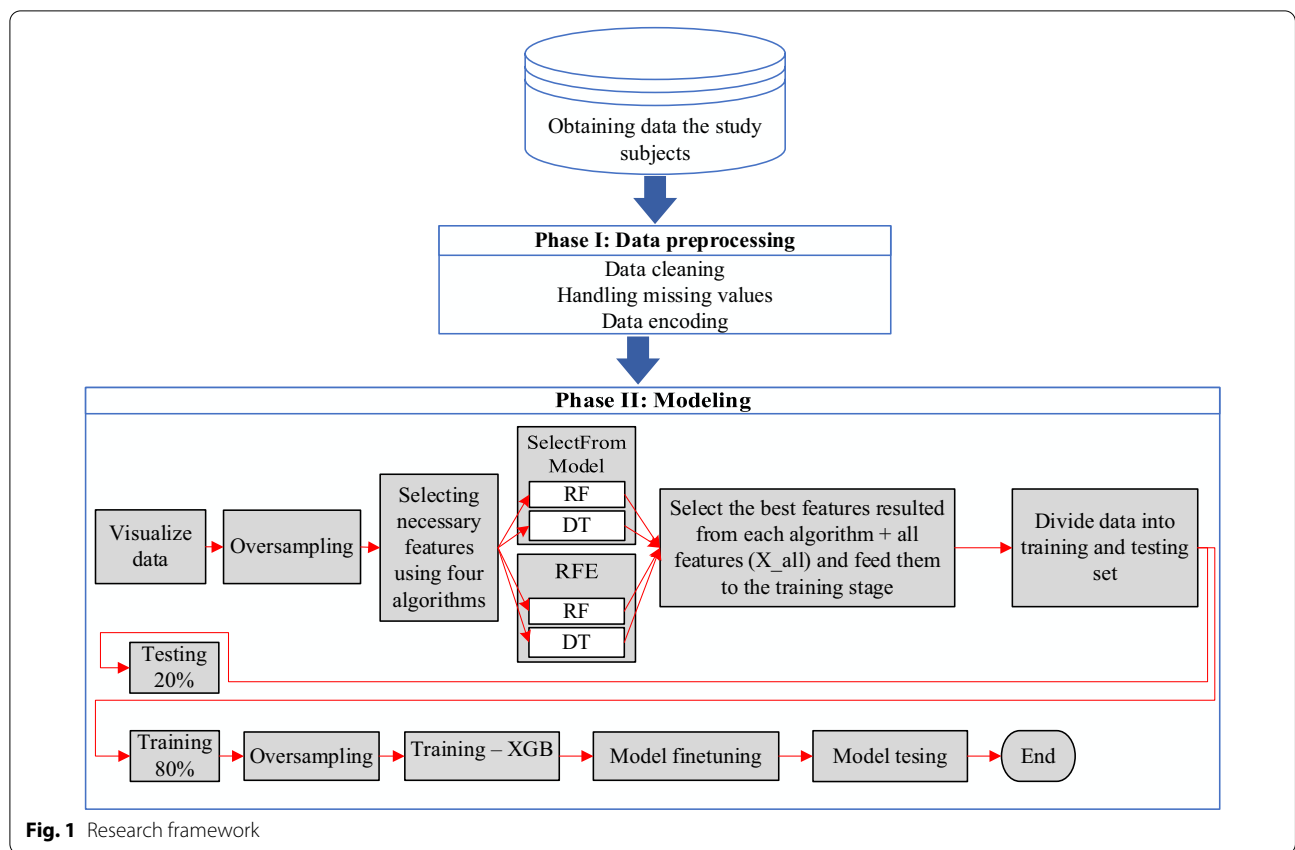 Obtaining data the study
subjects
Phase I: Data preprocessing
Data cleaning
Handling missing values
Data encoding
Phase II: Modeling
Visualize
data
Oversampling
Selecting
necessary
features
using four
algorithms
SelectFrom
Model
RF
DT
RFE
RF
DT
Select the best features resulted
from each algorithm + all
features (X_all) and feed them
to the training stage
Divide data into
training and testing
set
Testing
20%
Training
80%
Oversampling
Training – XGB
Model finetuning
Model tesing
End
Fig. 1 Research framework